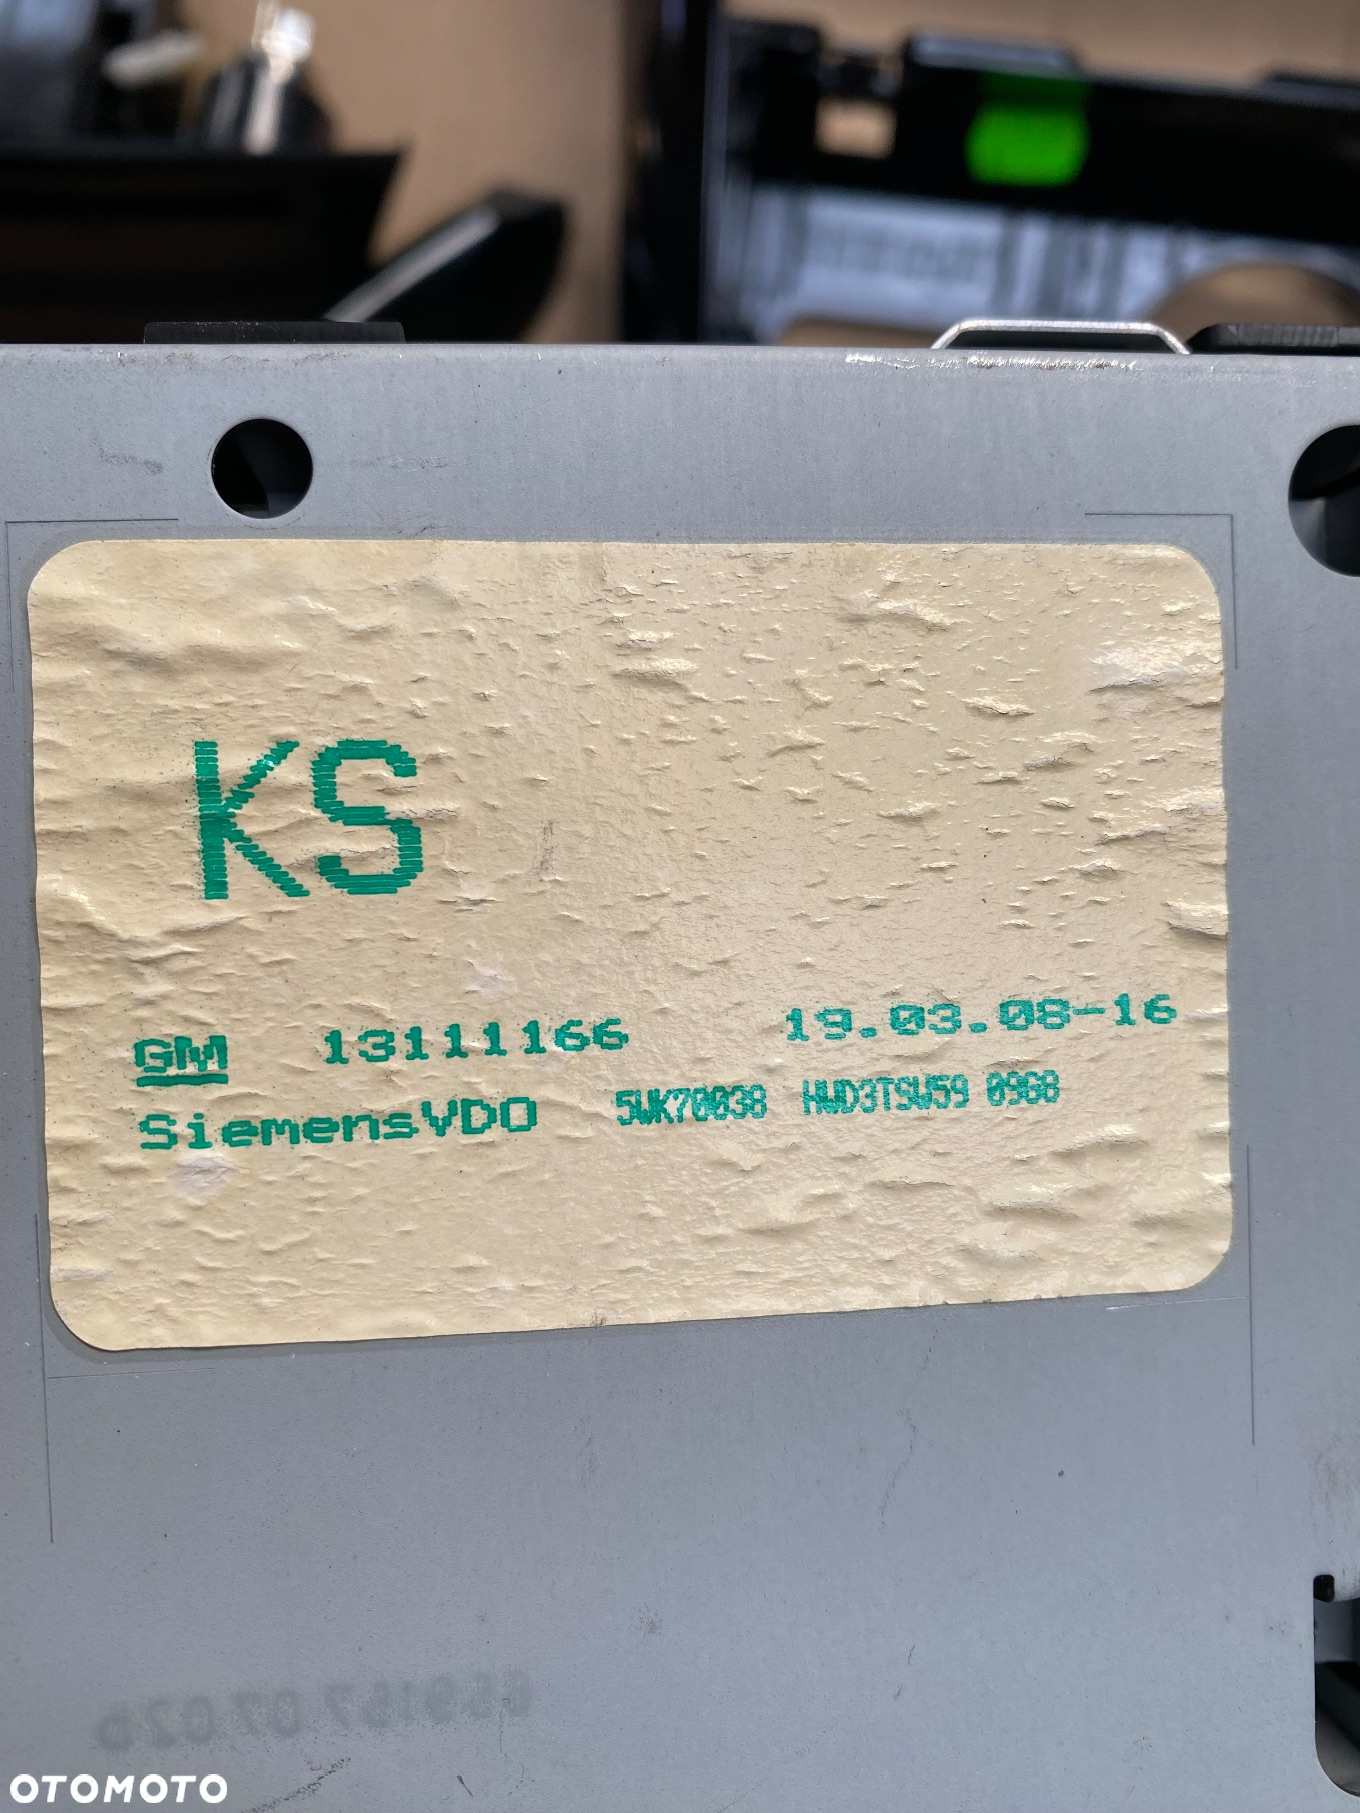 KS
GM 13111166 19.03.08-16
SiemensVDO 5WK70038 HWD3TSW59 0968
OTOMOTO